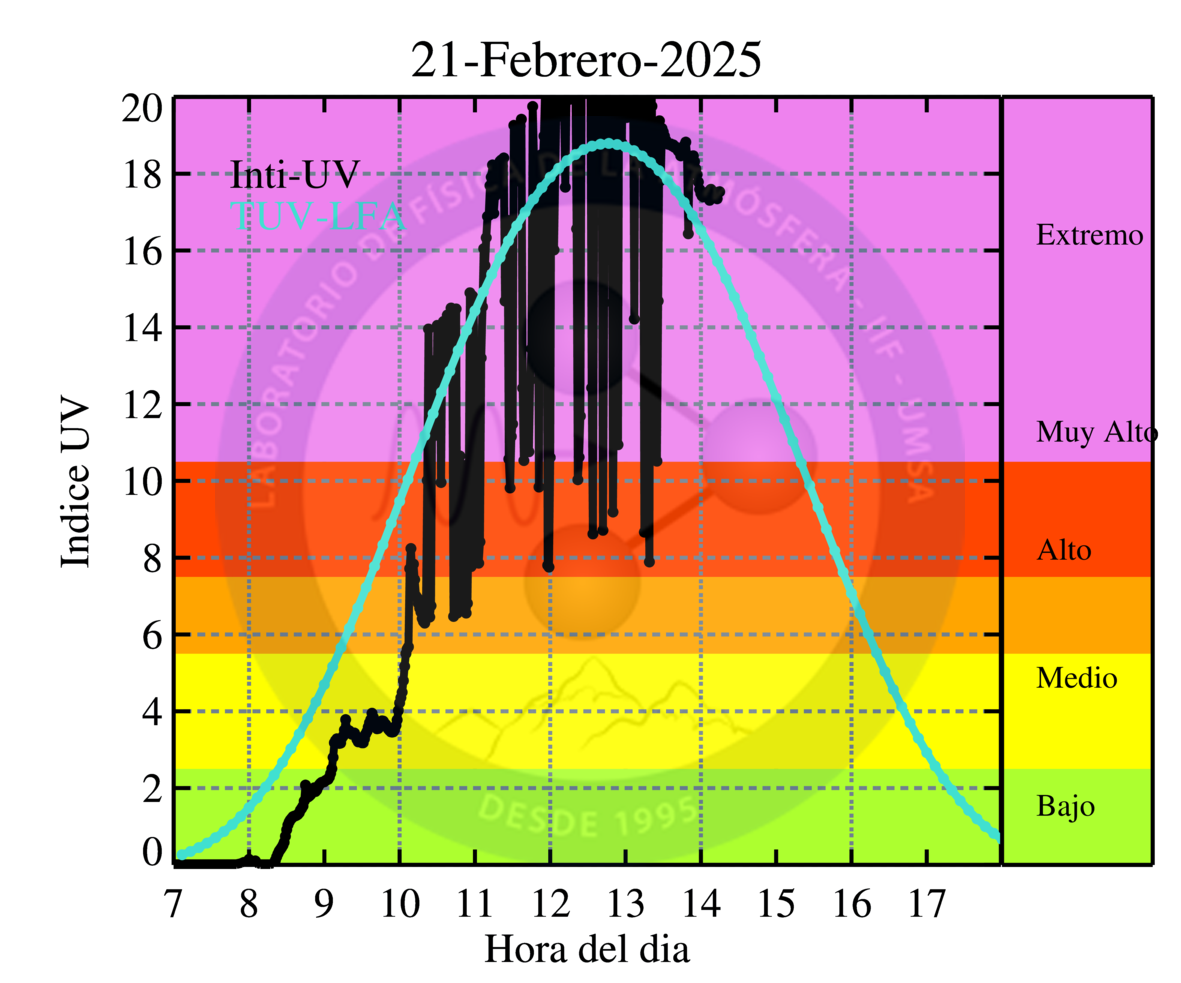 21-Febrero-2025
Inti-UV
TUV-LFA
Indice UV
20
18
16
14
12
10
8
6
4
2
0
7 8 9 10 11 12 13 14 15 16 17
Hora del dia
Extremo
Muy Alto
Alto
Medio
Bajo
LABORATORIO DE FÍSICA DE LA ATMÓSFERA - IIF - UMSA
DESDE 1995